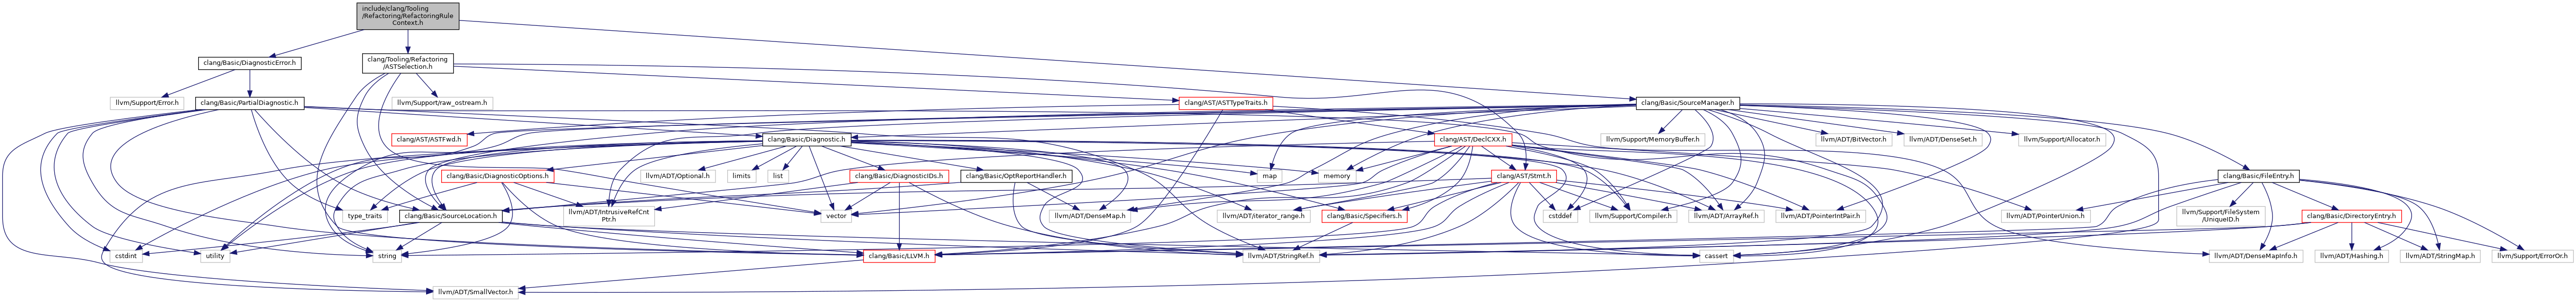 include/clang/Tooling
/Refactoring/RefactoringRule
Context.h
clang/Basic/DiagnosticError.h
clang/Tooling/Refactoring
/ASTSelection.h
llvm/Support/Error.h
clang/Basic/PartialDiagnostic.h
llvm/Support/raw_ostream.h
clang/AST/ASTTypeTraits.h
clang/Basic/SourceManager.h
clang/AST/ASTFwd.h
clang/Basic/Diagnostic.h
clang/AST/DeclCXX.h
llvm/Support/MemoryBuffer.h
llvm/ADT/BitVector.h
llvm/ADT/DenseSet.h
llvm/Support/Allocator.h
clang/Basic/DiagnosticOptions.h
llvm/ADT/Optional.h
limits
list
clang/Basic/DiagnosticIDs.h
clang/Basic/OptReportHandler.h
map
memory
clang/AST/Stmt.h
clang/Basic/FileEntry.h
type_traits
clang/Basic/SourceLocation.h
llvm/ADT/IntrusiveRefCnt
Ptr.h
vector
llvm/ADT/DenseMap.h
llvm/ADT/iterator_range.h
clang/Basic/Specifiers.h
cstddef
llvm/Support/Compiler.h
llvm/ADT/ArrayRef.h
llvm/ADT/PointerIntPair.h
llvm/ADT/PointerUnion.h
llvm/Support/FileSystem
/UniqueID.h
clang/Basic/DirectoryEntry.h
cstdint
utility
string
clang/Basic/LLVM.h
llvm/ADT/StringRef.h
cassert
llvm/ADT/DenseMapInfo.h
llvm/ADT/Hashing.h
llvm/ADT/StringMap.h
llvm/Support/ErrorOr.h
llvm/ADT/SmallVector.h